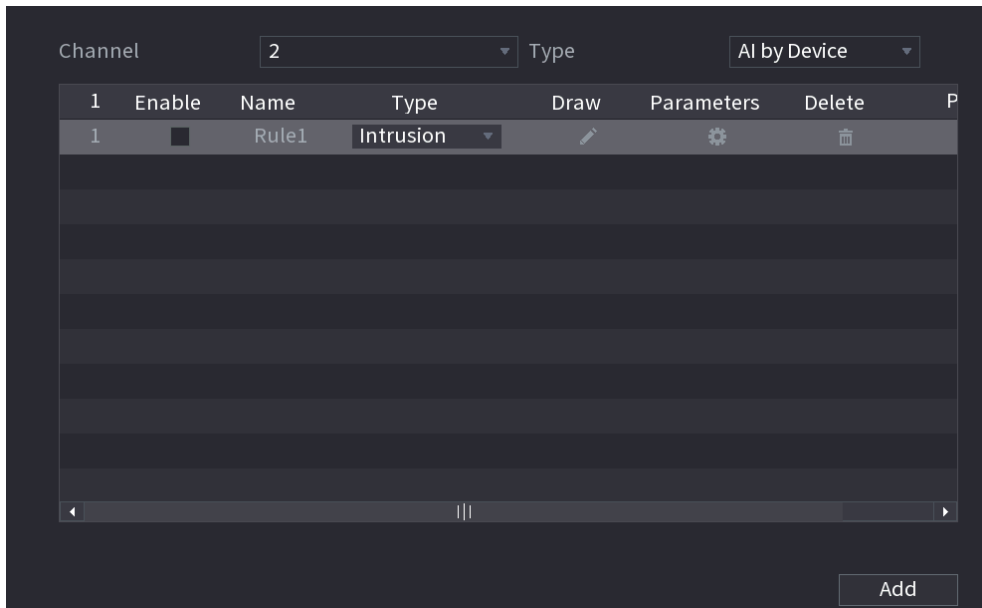 Channel 2 Type AI by Device
1 Enable Name Type Draw Parameters Delete P
1 Rule1 Intrusion
Add